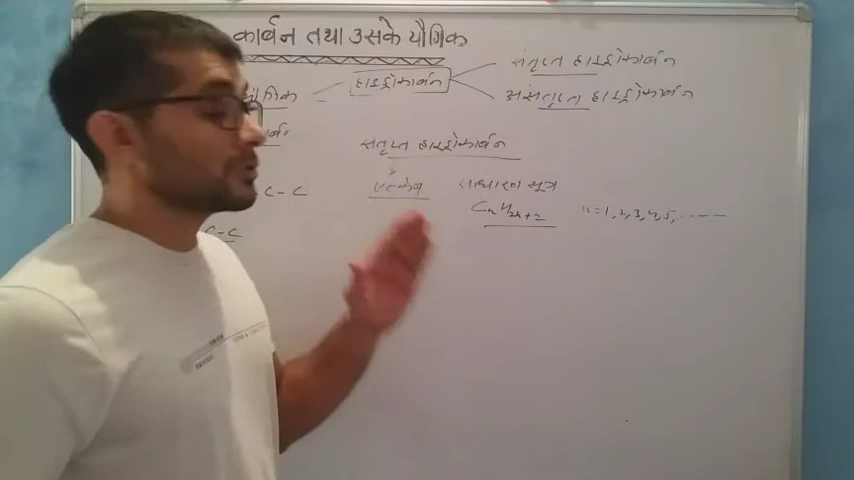 कार्बन तथा उसके यौगिक
संतृप्त हाइड्रोकार्बन
हाइड्रोकार्बन
असंतृप्त हाइड्रोकार्बन
संतृप्त हाइड्रोकार्बन
C-C
एल्केन साधारण सूत्र
CnH2n+2 n=1,2,3,4,5,-----
C-C